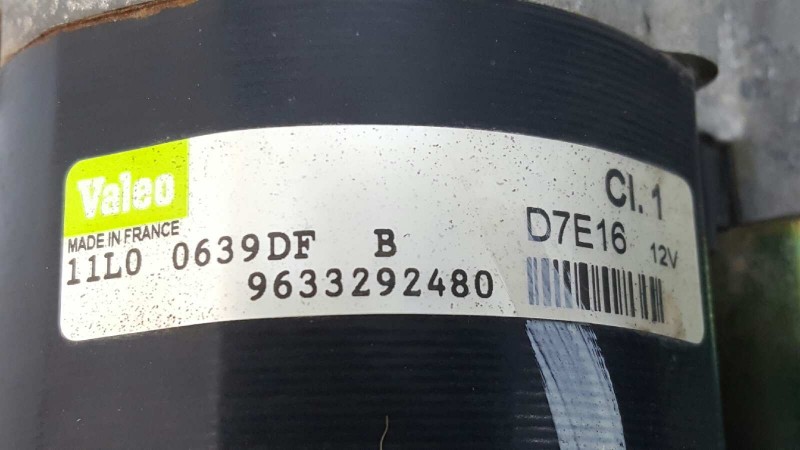 Valeo
MADE IN FRANCE
Cl. 1
D7E16 12V
11L0 0639DF B
9633292480